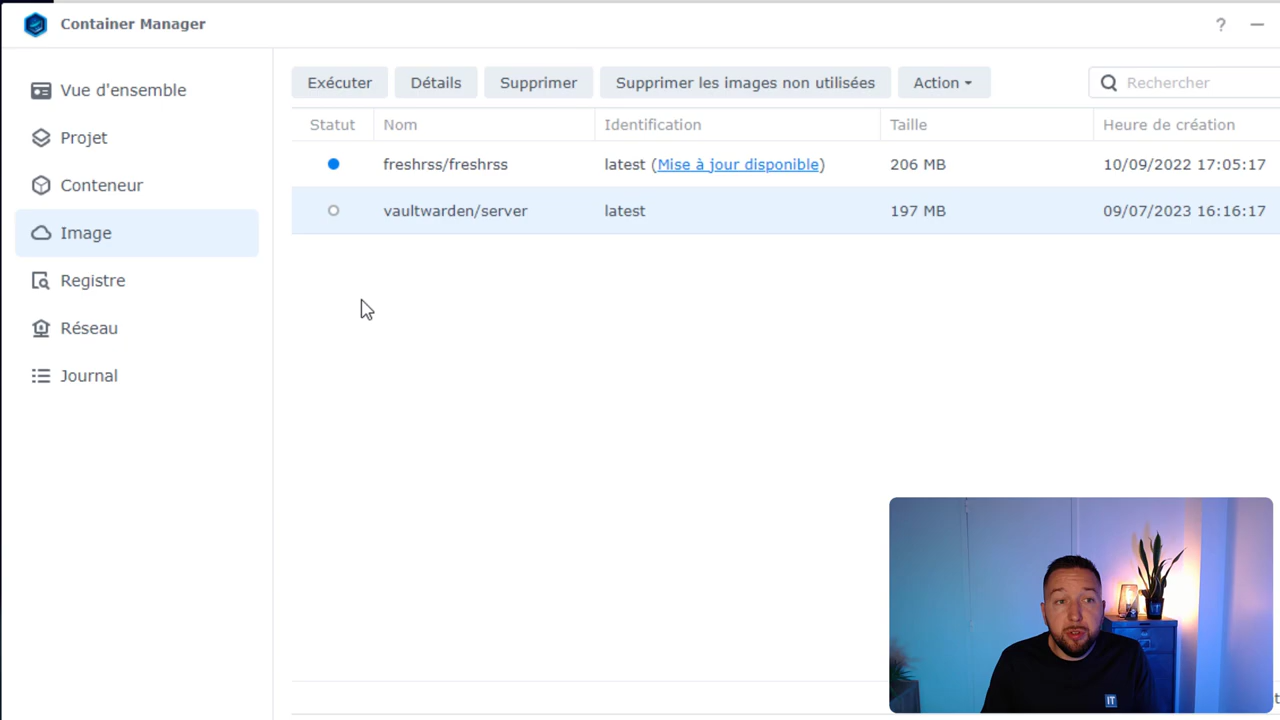 Container Manager
?
Vue d'ensemble
Projet
Conteneur
Image
Registre
Réseau
Journal
Exécuter Détails Supprimer Supprimer les images non utilisées Action Rechercher
Statut Nom Identification Taille Heure de création
freshrss/freshrss latest (Mise à jour disponible) 206 MB 10/09/2022 17:05:17
vaultwarden/server latest 197 MB 09/07/2023 16:16:17
IT